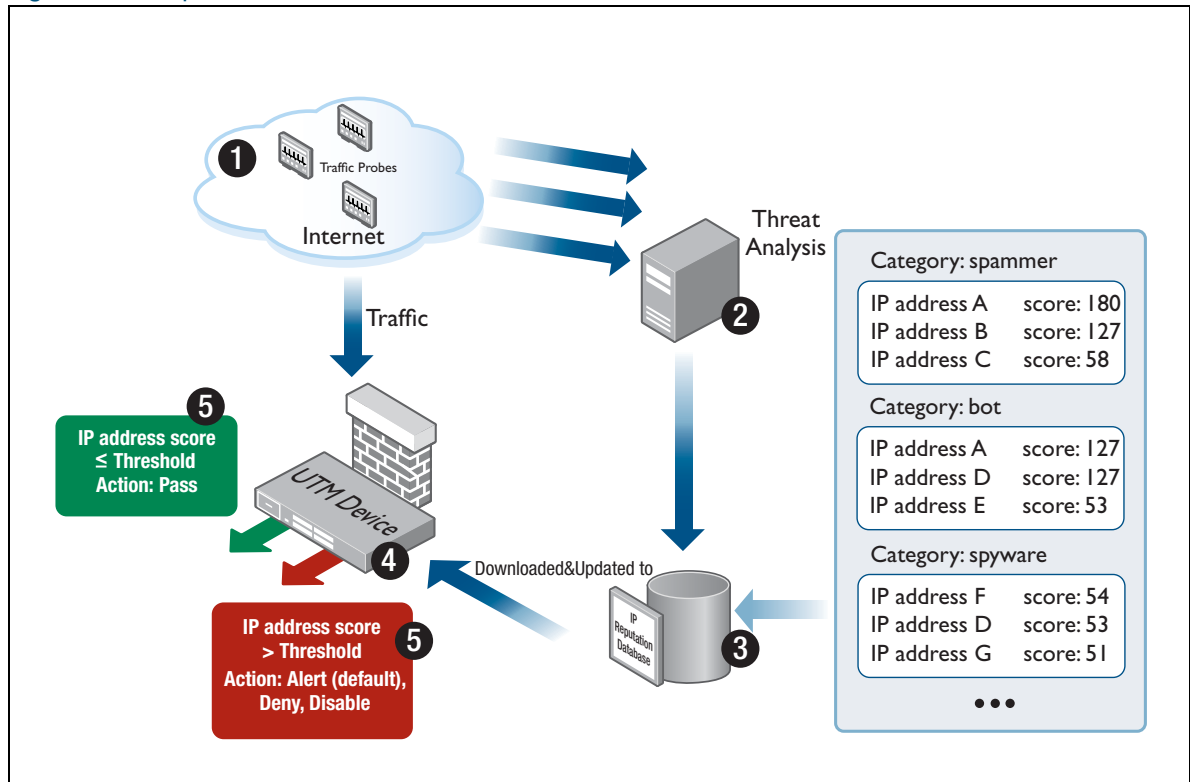 1
Traffic Probes
Internet
Threat
Analysis
2
Traffic
5
IP address score
≤ Threshold
Action: Pass
UTM Device
4
Downloaded&Updated to
IP
Reputation
Database
3
IP address score
> Threshold
5
Action: Alert (default),
Deny, Disable
Category: spammer
IP address A score: 180
IP address B score: 127
IP address C score: 58
Category: bot
IP address A score: 127
IP address D score: 127
IP address E score: 53
Category: spyware
IP address F score: 54
IP address D score: 53
IP address G score: 51
•••